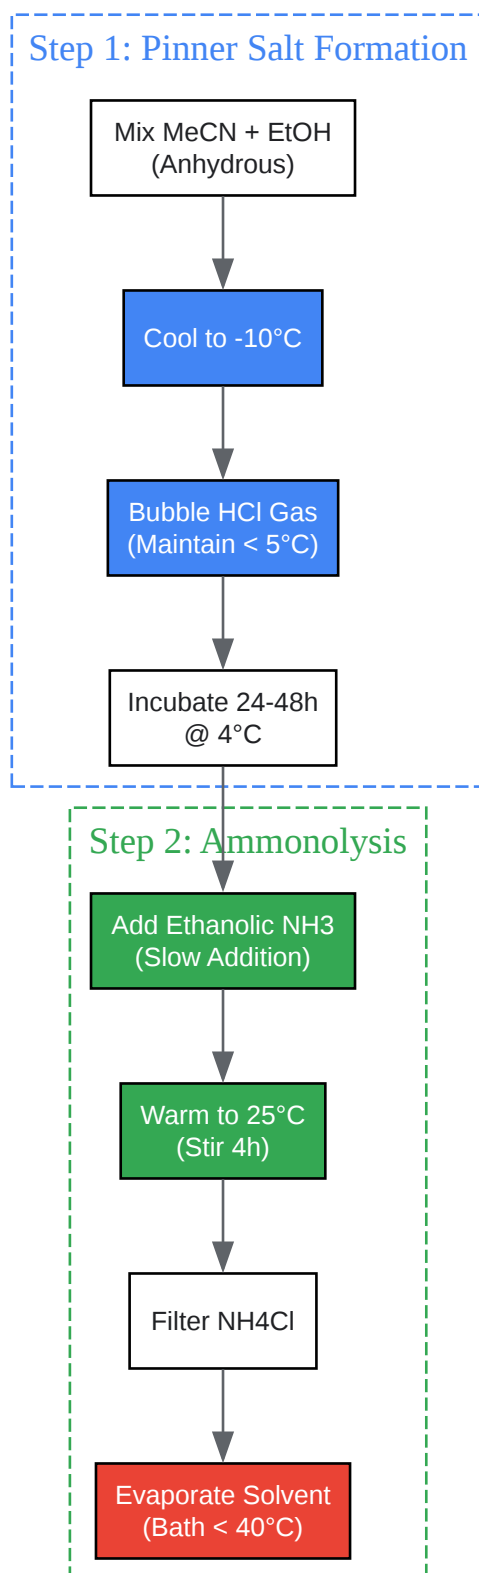 Step 1: Pinner Salt Formation
Mix MeCN + EtOH
(Anhydrous)
Cool to -10°C
Bubble HCl Gas
(Maintain < 5°C)
Incubate 24-48h
@ 4°C
Step 2: Ammonolysis
Add Ethanolic NH3
(Slow Addition)
Warm to 25°C
(Stir 4h)
Filter NH4Cl
Evaporate Solvent
(Bath < 40°C)